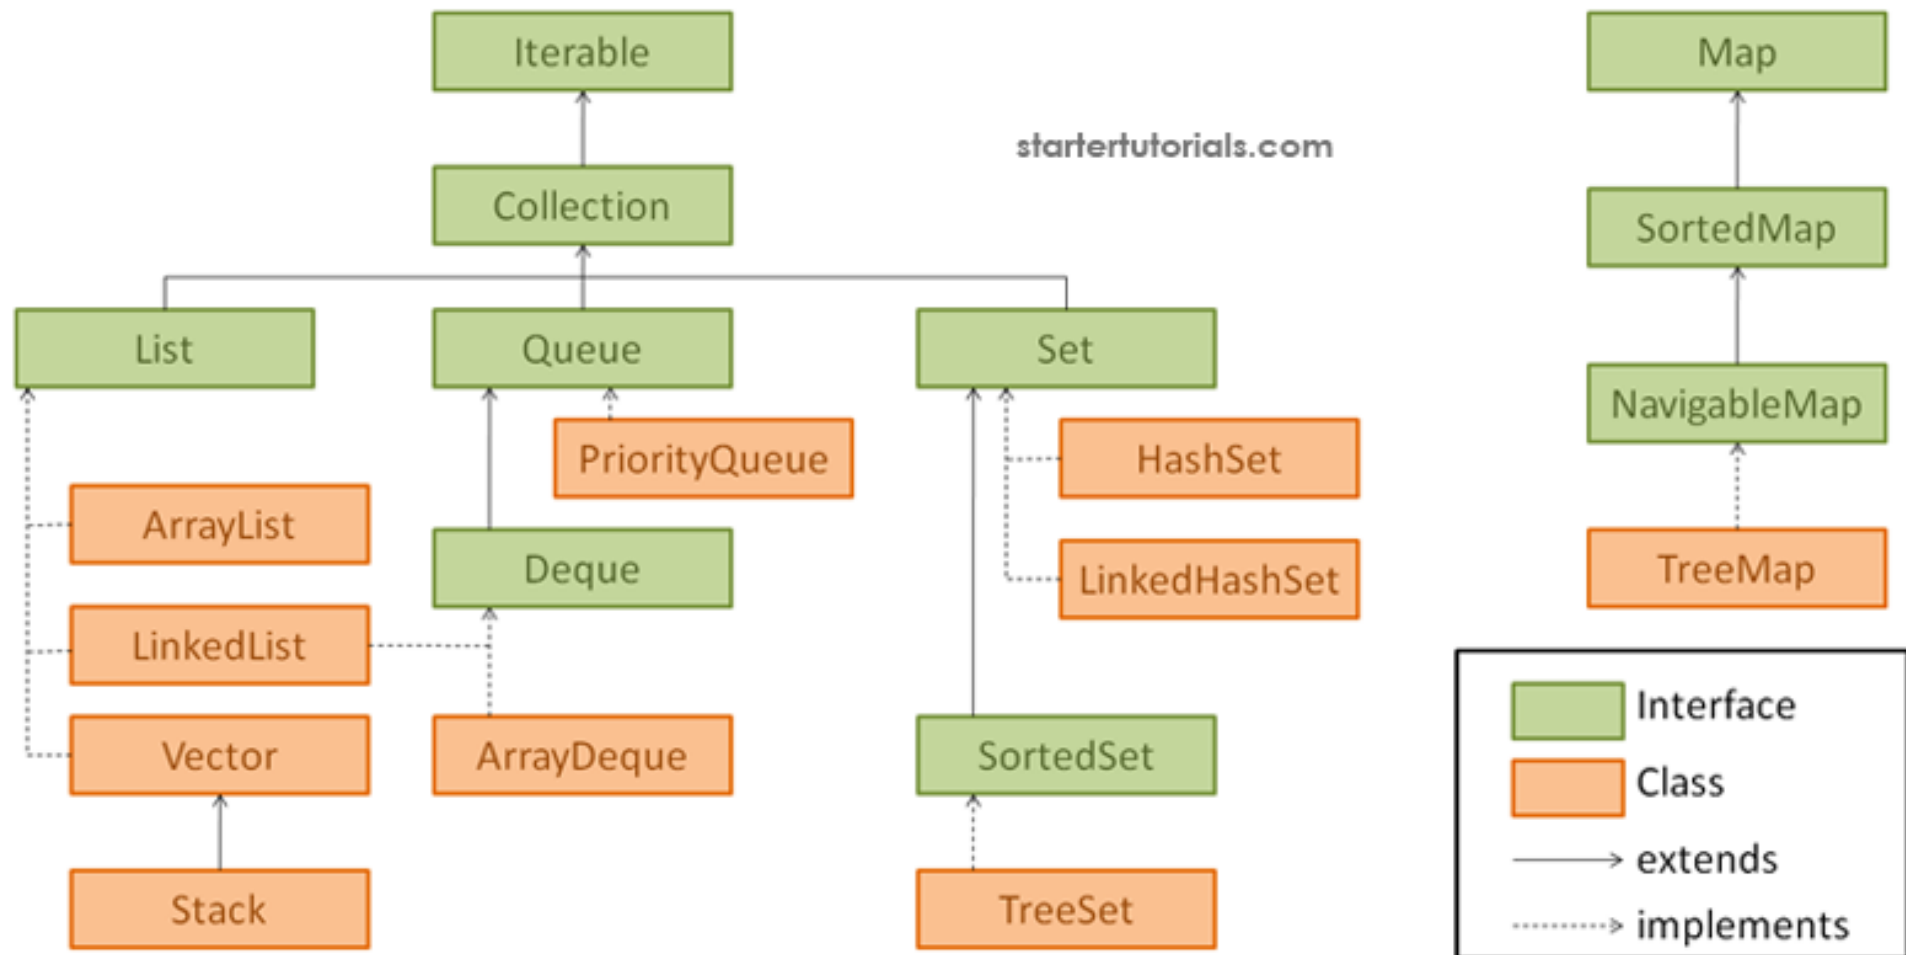 Iterable
Map
startertutorials.com
Collection
SortedMap
List
Queue
Set
NavigableMap
PriorityQueue
HashSet
ArrayList
Deque
LinkedHashSet
TreeMap
LinkedList
Interface
Vector
ArrayDeque
SortedSet
Class
extends
Stack
TreeSet
implements